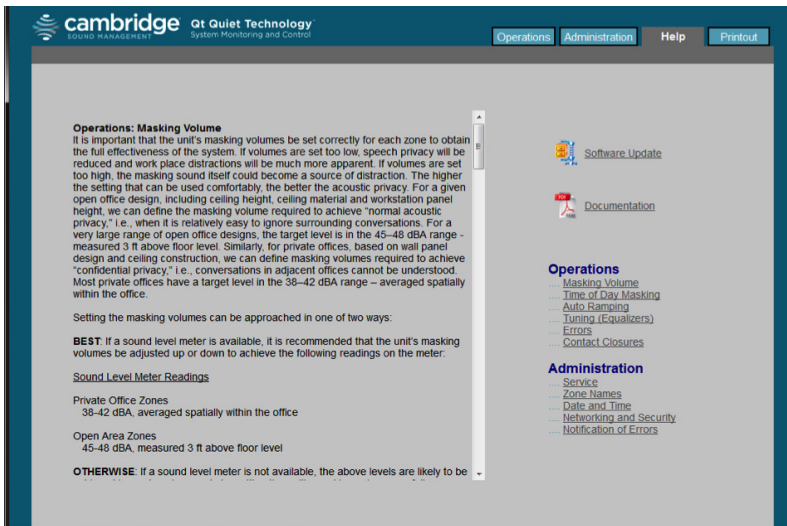 cambridge
SOUND MANAGEMENT
Qt Quiet Technology
System Monitoring and Control
Operations
Administration
Help
Printout
Operations: Masking Volume
It is important that the unit's masking volumes be set correctly for each zone to obtain
the full effectiveness of the system. If volumes are set too low, speech privacy will be
reduced and work place distractions will be much more apparent. If volumes are set
too high, the masking sound itself could become a source of distraction. The higher
the setting that can be used comfortably, the better the acoustic privacy. For a given
open office design, including ceiling height, ceiling material and workstation panel
height, we can define the masking volume required to achieve "normal acoustic
privacy," i.e., when it is relatively easy to ignore surrounding conversations. For a
very large range of open office designs, the target level is in the 45–48 dBA range -
measured 3 ft above floor level. Similarly, for private offices, based on wall panel
design and ceiling construction, we can define masking volumes required to achieve
"confidential privacy," i.e., conversations in adjacent offices cannot be understood.
Most private offices have a target level in the 38–42 dBA range – averaged spatially
within the office.
Setting the masking volumes can be approached in one of two ways:
BEST: If a sound level meter is available, it is recommended that the unit's masking
volumes be adjusted up or down to achieve the following readings on the meter:
Sound Level Meter Readings
Private Office Zones
38-42 dBA, averaged spatially within the office
Open Area Zones
45-48 dBA, measured 3 ft above floor level
OTHERWISE: If a sound level meter is not available, the above levels are likely to be
Software Update
Documentation
Operations
.... Masking Volume
.... Time of Day Masking
.... Auto Ramping
.... Tuning (Equalizers)
.... Errors
.... Contact Closures
Administration
.... Service
.... Zone Names
.... Date and Time
.... Networking and Security
.... Notification of Errors